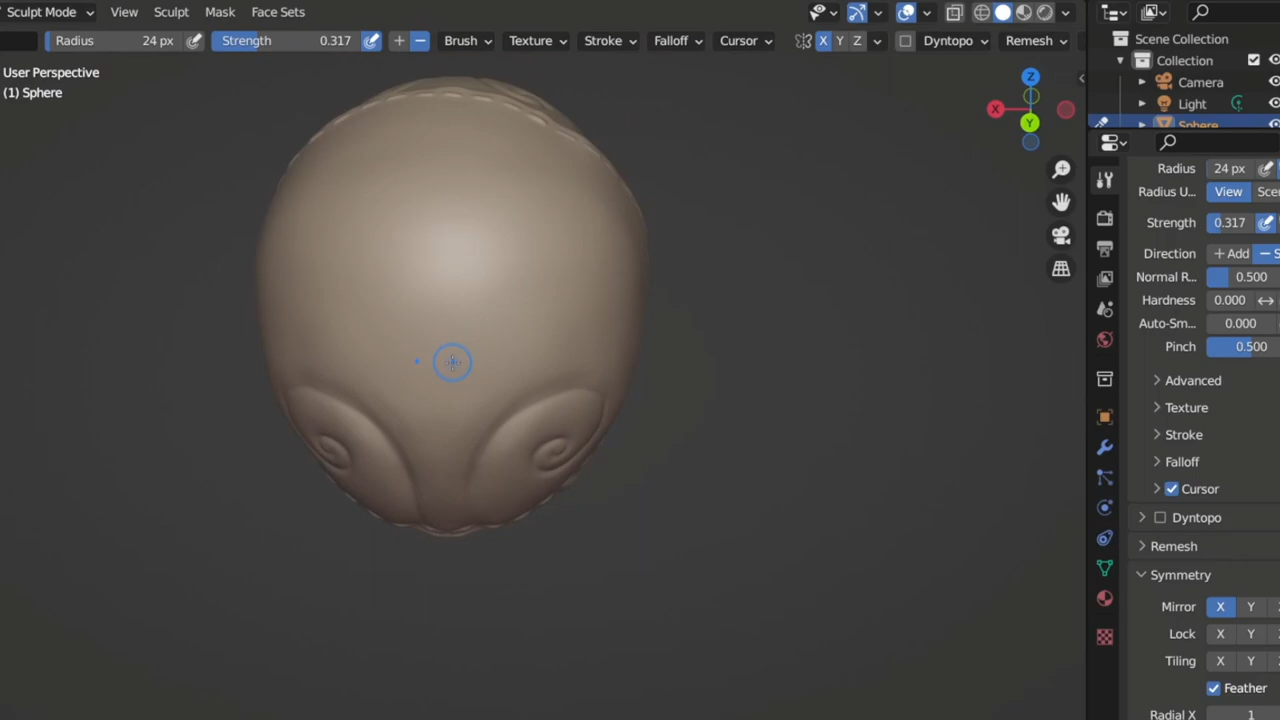 Sculpt Mode View Sculpt Mask Face Sets
Radius 24 px Strength 0.317 Brush Texture Stroke Falloff Cursor X Y Z Dyntopo Remesh
User Perspective
(1) Sphere
Z
X
Y
Scene Collection
Collection
Camera
Light
Sphere
Radius 24 px
Radius U... View Sce
Strength 0.317
Direction + Add − S
Normal R... 0.500
Hardness 0.000
Auto-Sm... 0.000
Pinch 0.500
Advanced
Texture
Stroke
Falloff
Cursor
Dyntopo
Remesh
Symmetry
Mirror X Y
Lock X Y
Tiling X Y
Feather
Radial X 1